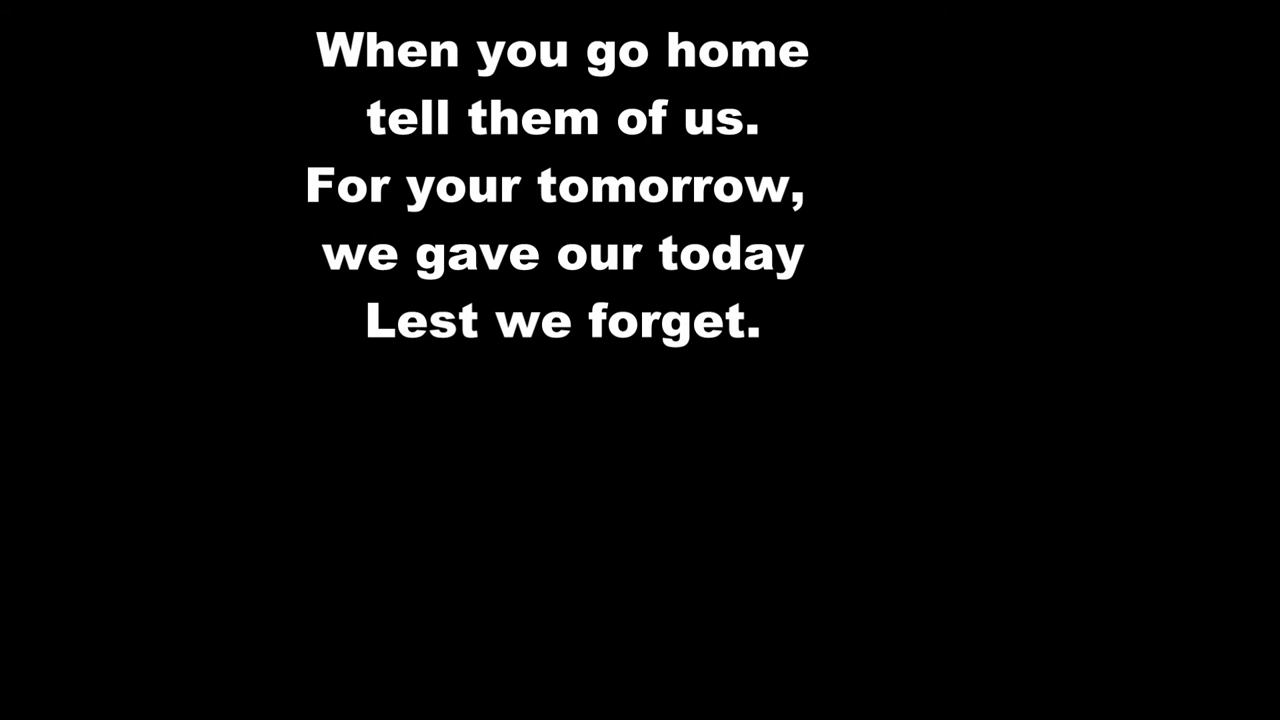 When you go home
tell them of us.
For your tomorrow,
we gave our today
Lest we forget.